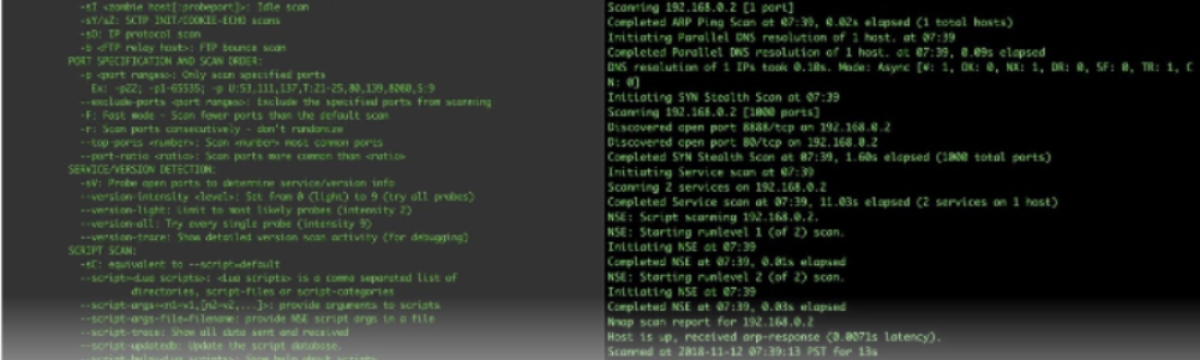 -sI <zombie host[:probeport]>: Idle scan
-sY/sZ: SCTP INIT/COOKIE-ECHO scans
-sO: IP protocol scan
-b <FTP relay host>: FTP bounce scan
PORT SPECIFICATION AND SCAN ORDER:
-p <port ranges>: Only scan specified ports
Ex: -p22; -p1-65535; -p U:53,111,137,T:21-25,80,139,8080,S:9
--exclude-ports <port ranges>: Exclude the specified ports from scanning
-F: Fast mode - Scan fewer ports than the default scan
-r: Scan ports consecutively - don't randomize
--top-ports <number>: Scan <number> most common ports
--port-ratio <ratio>: Scan ports more common than <ratio>
SERVICE/VERSION DETECTION:
-sV: Probe open ports to determine service/version info
--version-intensity <level>: Set from 0 (light) to 9 (try all probes)
--version-light: Limit to most likely probes (intensity 2)
--version-all: Try every single probe (intensity 9)
--version-trace: Show detailed version scan activity (for debugging)
SCRIPT SCAN:
-sC: equivalent to --script=default
--script=<Lua scripts>: <Lua scripts> is a comma separated list of
directories, script-files or script-categories
--script-args=<n1=v1,[n2=v2,...]>: provide arguments to scripts
--script-args-file=filename: provide NSE script args in a file
--script-trace: Show all data sent and received
--script-updatedb: Update the script database.
--script-help=<Lua scripts>: Show help about scripts.
Scanning 192.168.0.2 [1 port]
Completed ARP Ping Scan at 07:39, 0.02s elapsed (1 total hosts)
Initiating Parallel DNS resolution of 1 host. at 07:39
Completed Parallel DNS resolution of 1 host. at 07:39, 0.09s elapsed
DNS resolution of 1 IPs took 0.10s. Mode: Async [#: 1, OK: 0, NX: 1, DR: 0, SF: 0, TR: 1, C
N: 0]
Initiating SYN Stealth Scan at 07:39
Scanning 192.168.0.2 [1000 ports]
Discovered open port 8888/tcp on 192.168.0.2
Discovered open port 80/tcp on 192.168.0.2
Completed SYN Stealth Scan at 07:39, 1.60s elapsed (1000 total ports)
Initiating Service scan at 07:39
Scanning 2 services on 192.168.0.2
Completed Service scan at 07:39, 11.03s elapsed (2 services on 1 host)
NSE: Script scanning 192.168.0.2.
NSE: Starting runlevel 1 (of 2) scan.
Initiating NSE at 07:39
Completed NSE at 07:39, 0.01s elapsed
NSE: Starting runlevel 2 (of 2) scan.
Initiating NSE at 07:39
Completed NSE at 07:39, 0.03s elapsed
Nmap scan report for 192.168.0.2
Host is up, received arp-response (0.0071s latency).
Scanned at 2018-11-12 07:39:13 PST for 13s